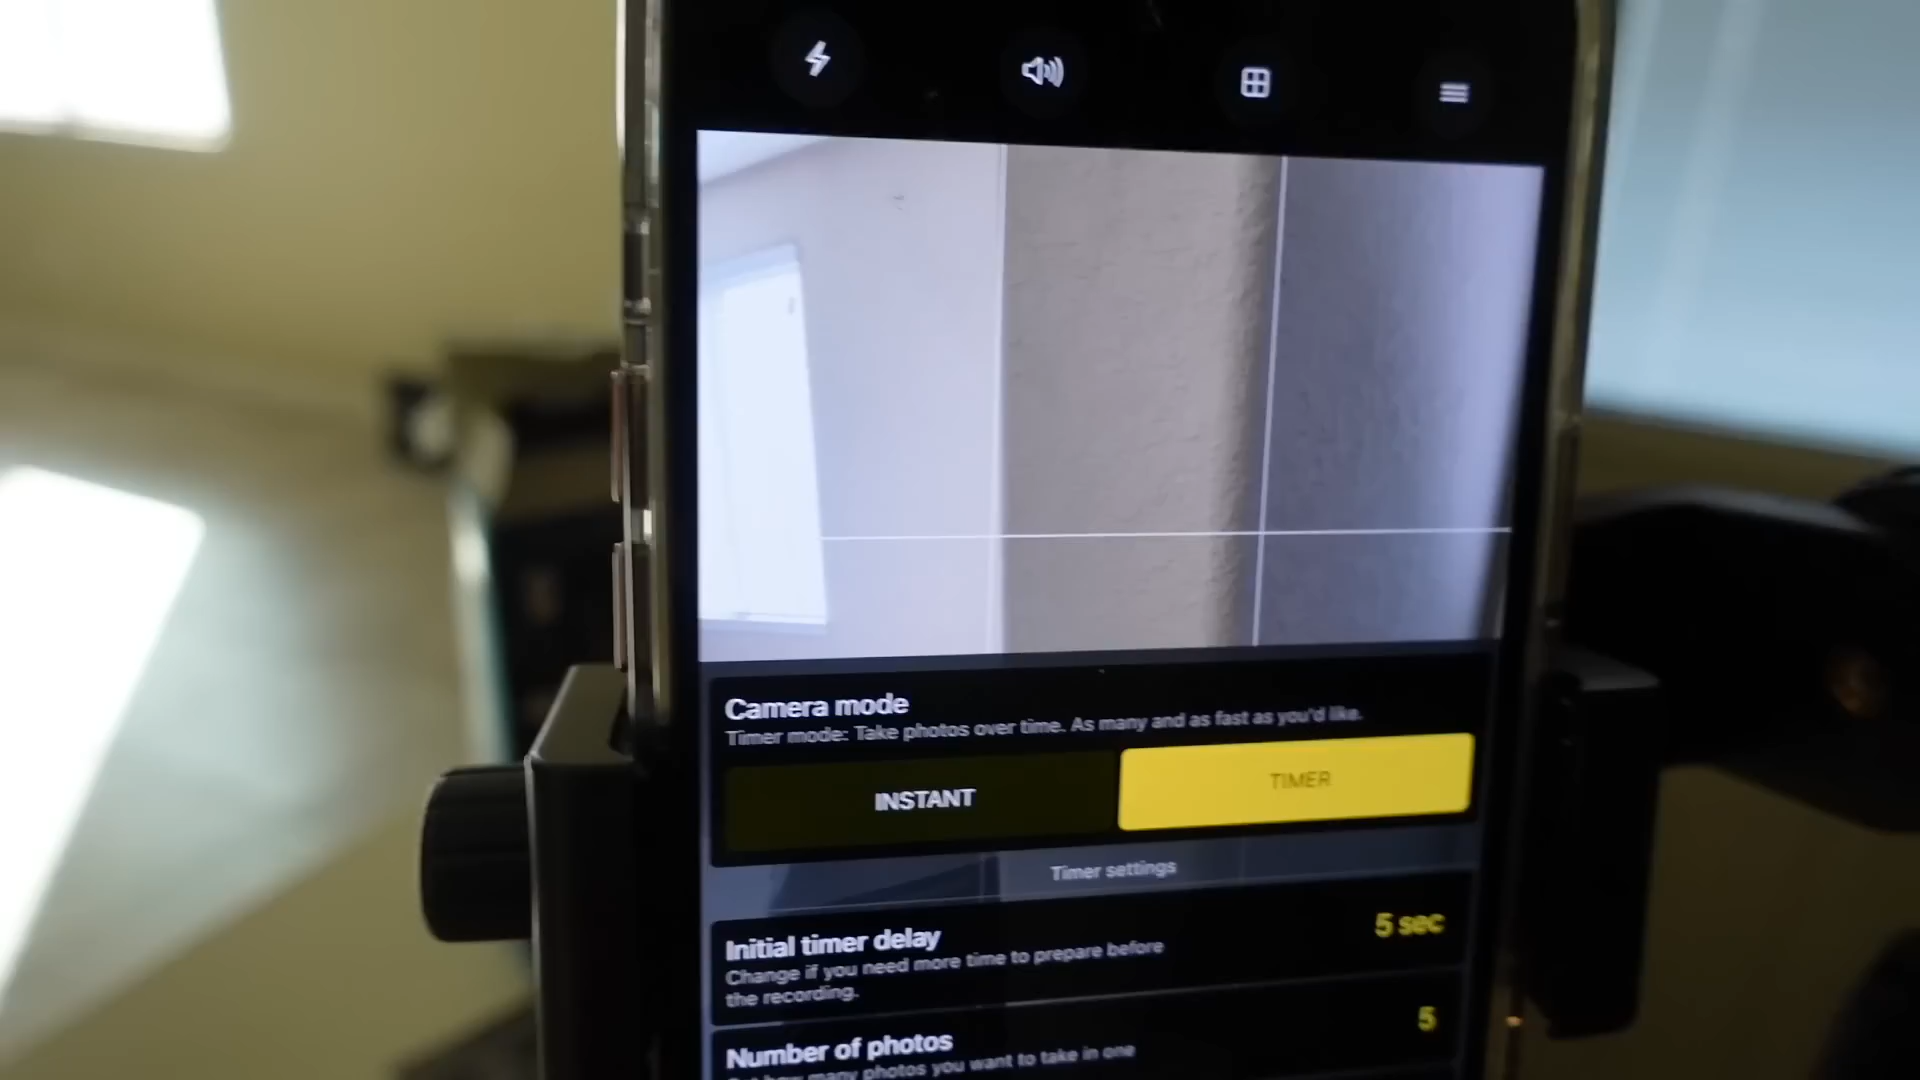 Camera mode
Timer mode: Take photos over time. As many and as fast as you'd like.
INSTANT
TIMER
Timer settings
Initial timer delay
5 sec
Change if you need more time to prepare before
the recording.
Number of photos
5
how many photos you want to take in one